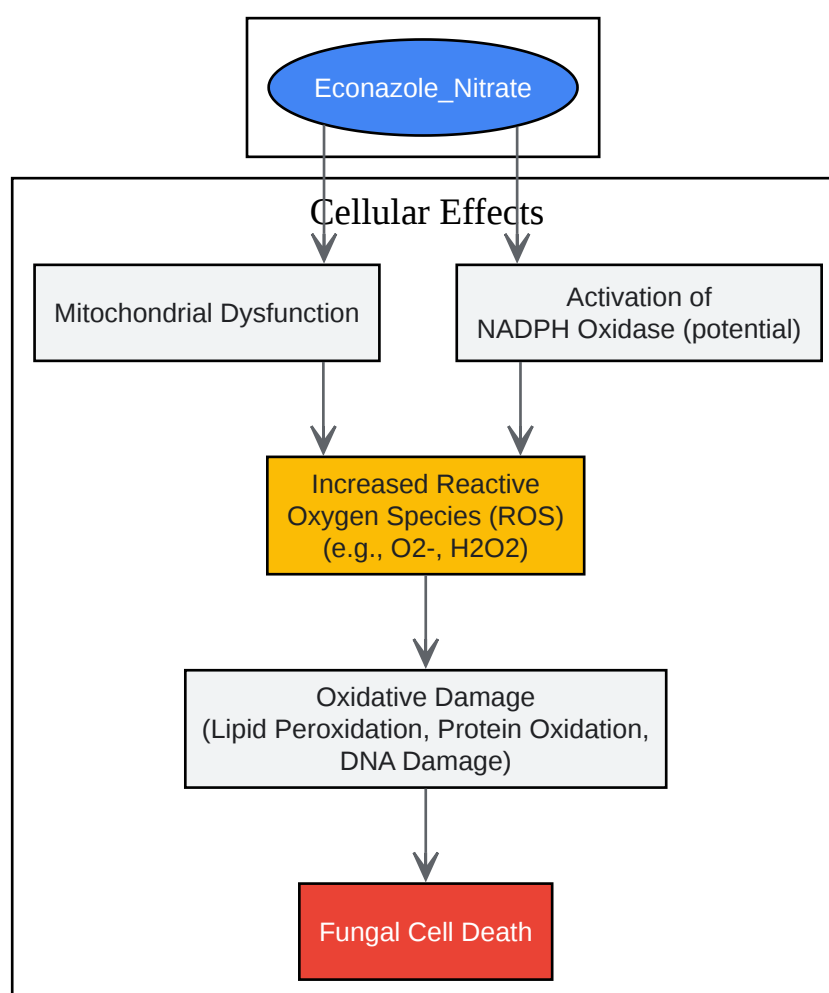 Econazole_Nitrate
Cellular Effects
Mitochondrial Dysfunction
Activation of
NADPH Oxidase (potential)
Increased Reactive
Oxygen Species (ROS)
(e.g., O2-, H2O2)
Oxidative Damage
(Lipid Peroxidation, Protein Oxidation,
DNA Damage)
Fungal Cell Death